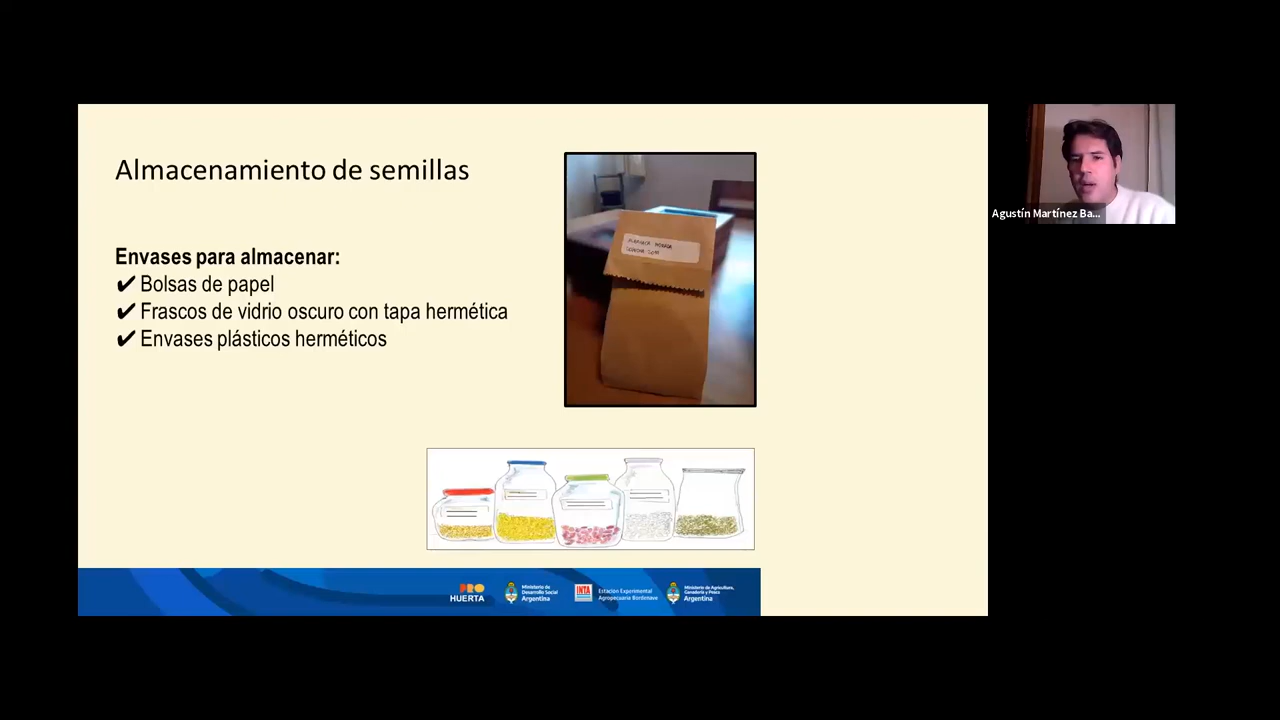 Almacenamiento de semillas
Envases para almacenar:
✔ Bolsas de papel
✔ Frascos de vidrio oscuro con tapa hermética
✔ Envases plásticos herméticos
Agustín Martínez Ba...
PRO
HUERTA
Ministerio de
Desarrollo Social
Argentina
INTA
Estación Experimental
Agropecuaria Bordenave
Ministerio de Agricultura,
Ganadería y Pesca
Argentina